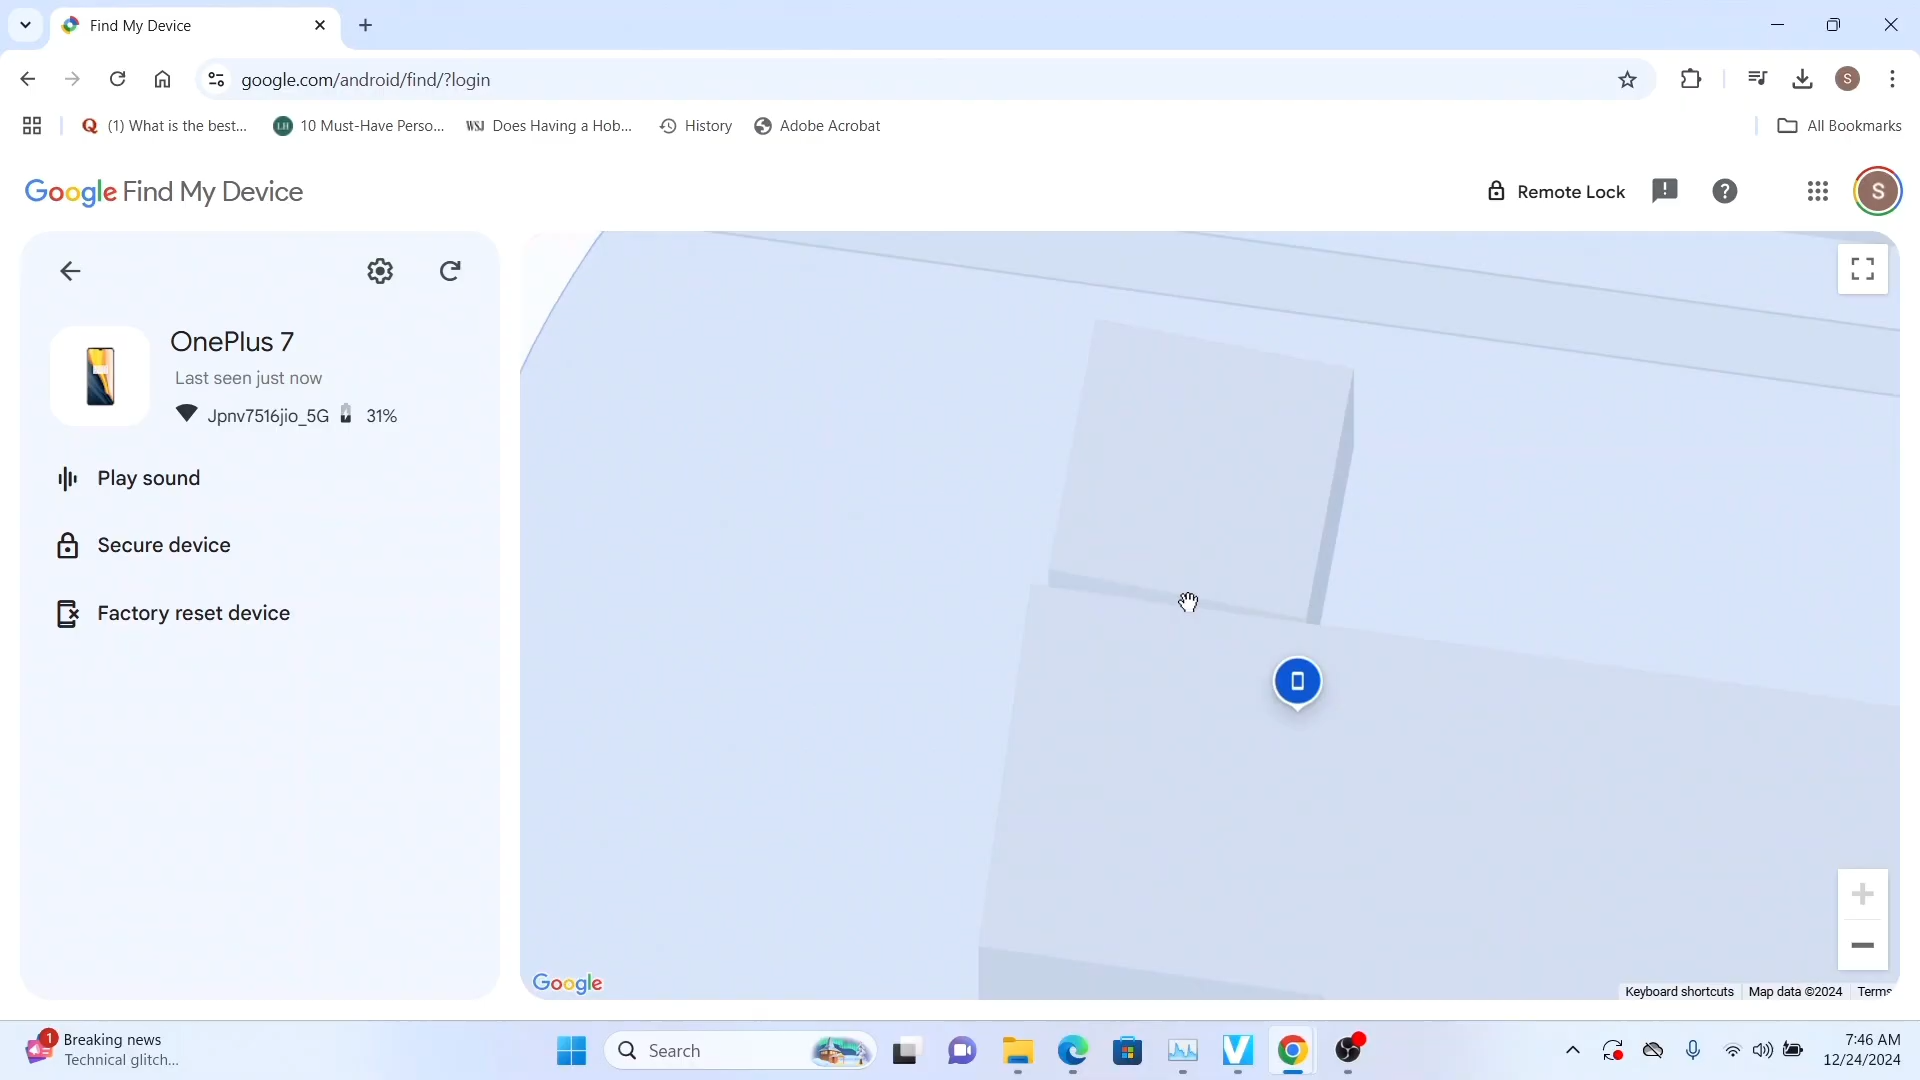 Find My Device
google.com/android/find/?login
(1) What is the best...
10 Must-Have Perso...
WSJ Does Having a Hob...
History
Adobe Acrobat
All Bookmarks
Google Find My Device
Remote Lock
S
S
OnePlus 7
Last seen just now
Jpnv7516jio_5G 31%
Play sound
Secure device
Factory reset device
Google
Keyboard shortcuts Map data ©2024 Terms
1
Breaking news
Technical glitch...
Search
7:46 AM
12/24/2024